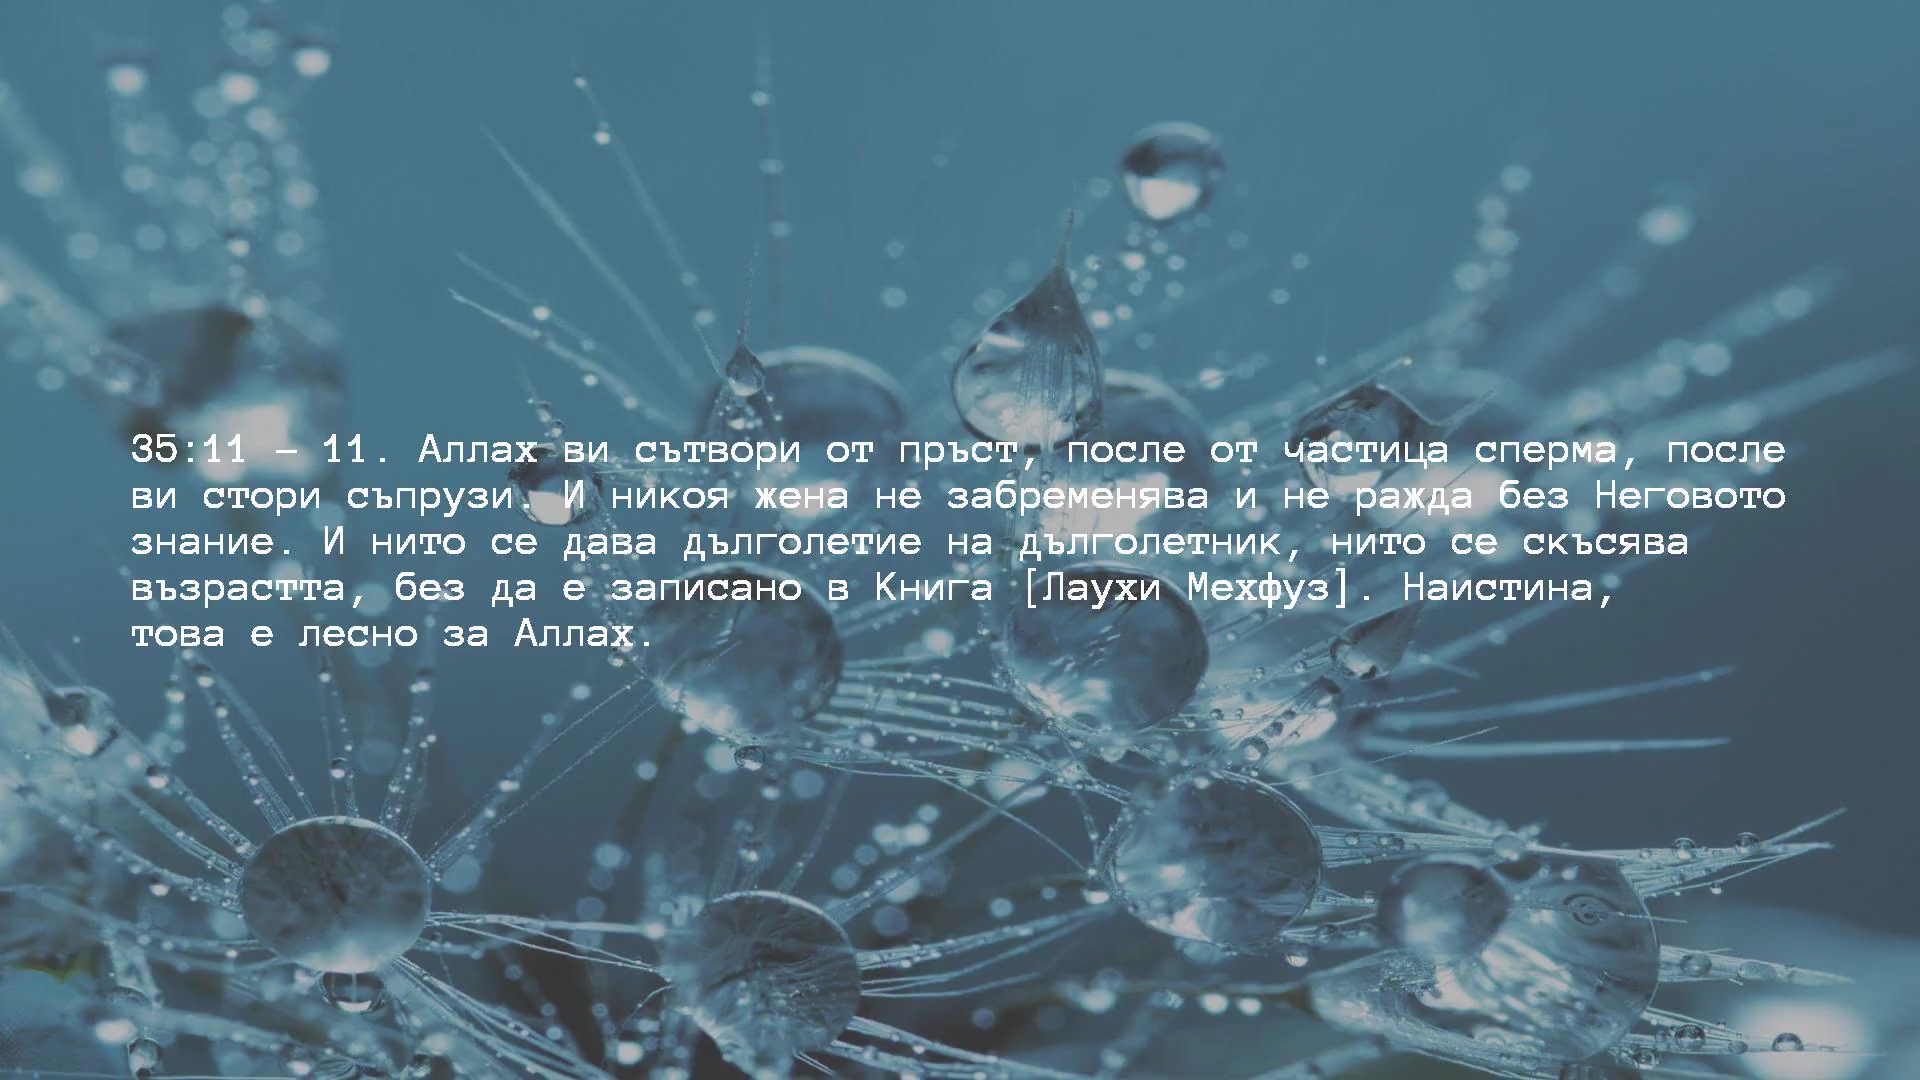 35:11 – 11. Аллах ви сътвори от пръст, после от частица сперма, после
ви стори съпрузи. И никоя жена не забременява и не ражда без Неговото
знание. И нито се дава дълголетие на дълголетник, нито се скъсява
възрастта, без да е записано в Книга [Лаухи Мехфуз]. Наистина,
това е лесно за Аллах.